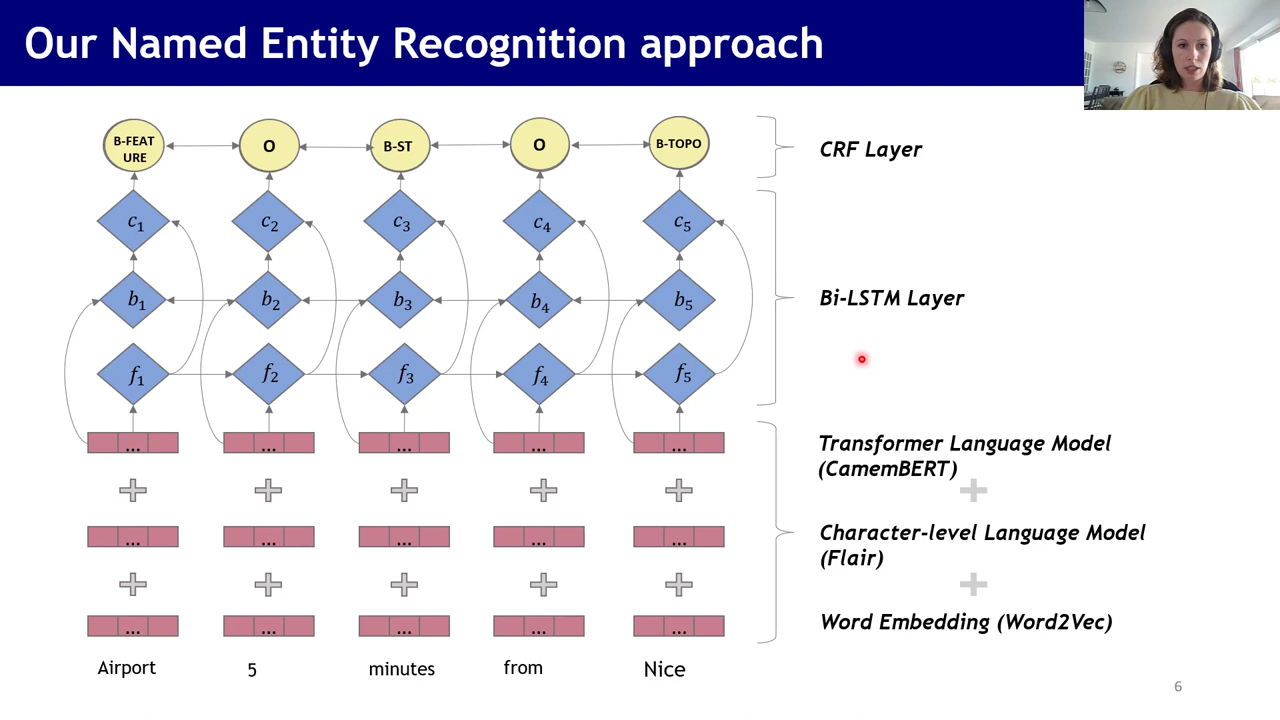 Our Named Entity Recognition approach
B-FEAT
URE
O
B-ST
O
B-TOPO
CRF Layer
c1 c2 c3 c4 c5
b1 b2 b3 b4 b5
Bi-LSTM Layer
f1 f2 f3 f4 f5
... ... ... ... ...
Transformer Language Model
(CamemBERT)
+ + + + + +
... ... ... ... ...
Character-level Language Model
(Flair)
+ + + + + +
... ... ... ... ...
Word Embedding (Word2Vec)
Airport 5 minutes from Nice
6